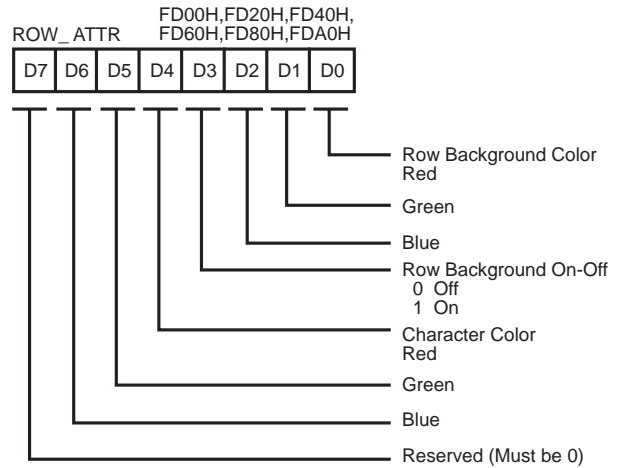 FD00H,FD20H,FD40H,
ROW_ ATTR FD60H,FD80H,FDA0H
D7 D6 D5 D4 D3 D2 D1 D0
Row Background Color
Red
Green
Blue
Row Background On-Off
0 Off
1 On
Character Color
Red
Green
Blue
Reserved (Must be 0)